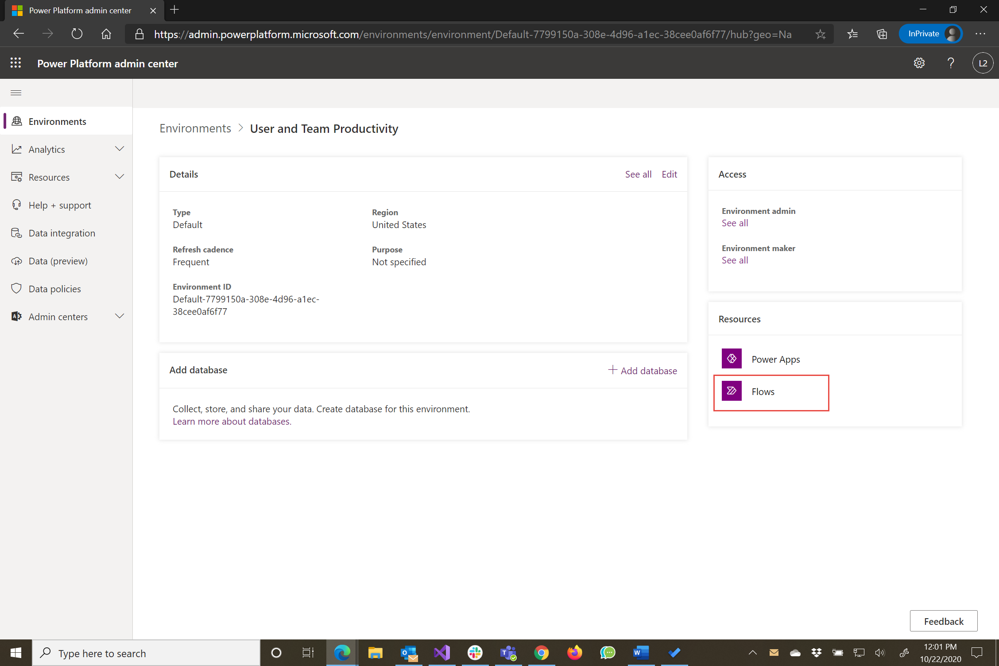 Power Platform admin center
https://admin.powerplatform.microsoft.com/environments/environment/Default-7799150a-308e-4d96-a1ec-38cee0af6f77/hub?geo=Na
InPrivate
Power Platform admin center
L2
Environments
Analytics
Resources
Help + support
Data integration
Data (preview)
Data policies
Admin centers
Environments > User and Team Productivity
Details
See all Edit
Type
Default
Region
United States
Refresh cadence
Frequent
Purpose
Not specified
Environment ID
Default-7799150a-308e-4d96-a1ec-
38cee0af6f77
Add database
+ Add database
Collect, store, and share your data. Create database for this environment.
Learn more about databases.
Access
Environment admin
See all
Environment maker
See all
Resources
Power Apps
Flows
Feedback
Type here to search
12:01 PM
10/22/2020